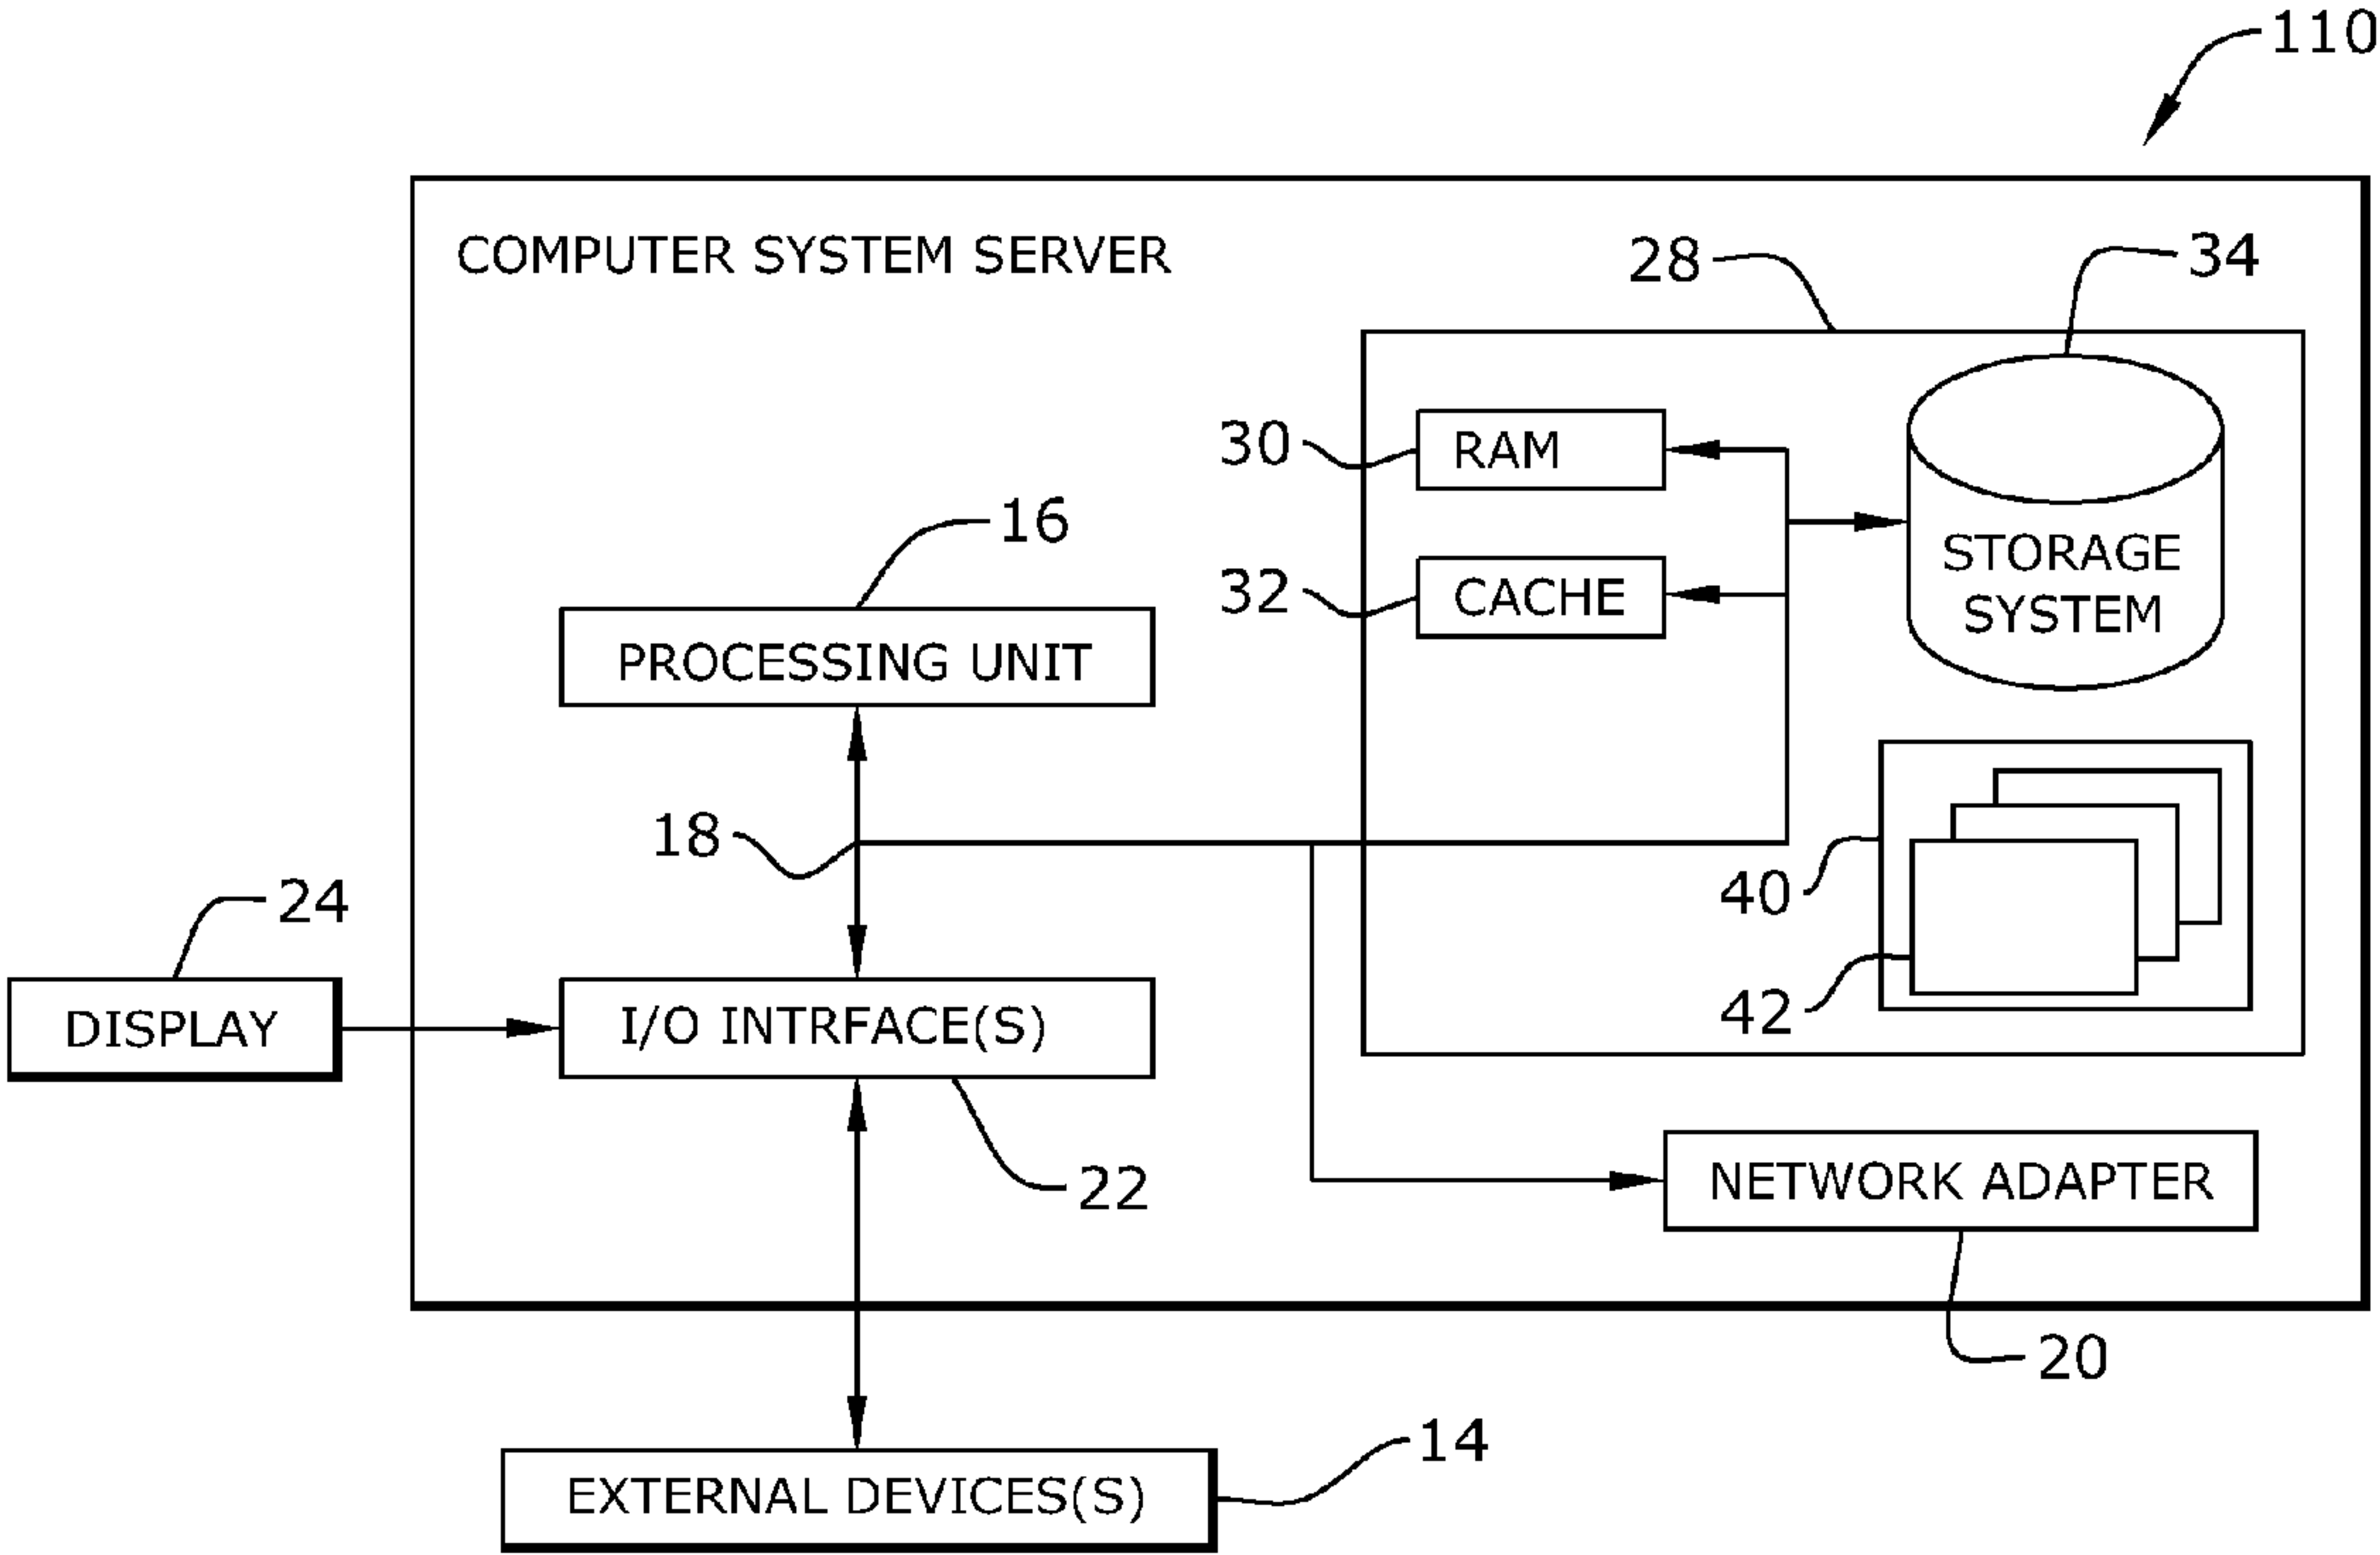 110
COMPUTER SYSTEM SERVER
28
34
30
RAM
16
32
CACHE
STORAGE
SYSTEM
PROCESSING UNIT
18
24
40
DISPLAY
I/O INTRFACE(S)
42
22
NETWORK ADAPTER
20
14
EXTERNAL DEVICES(S)